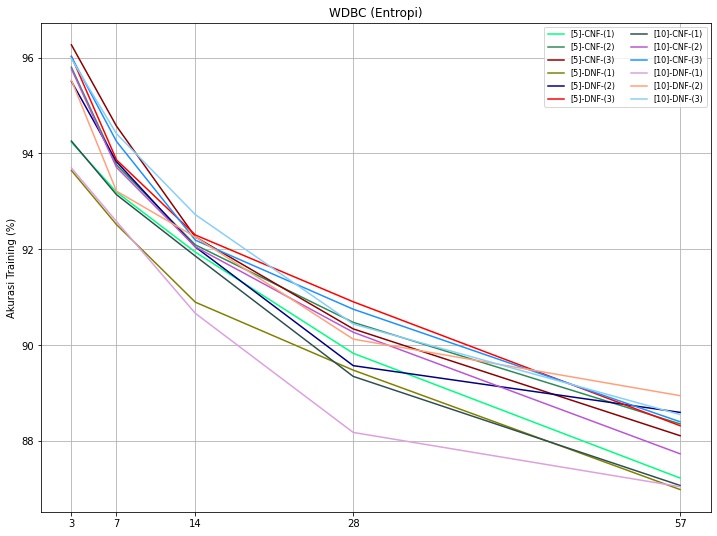 WDBC (Entropi)
[5]-CNF-(1) [10]-CNF-(1)
[5]-CNF-(2) [10]-CNF-(2)
[5]-CNF-(3) [10]-CNF-(3)
[5]-DNF-(1) [10]-DNF-(1)
[5]-DNF-(2) [10]-DNF-(2)
[5]-DNF-(3) [10]-DNF-(3)
Akurasi Training (%)
96
94
92
90
88
3 7 14 28 57